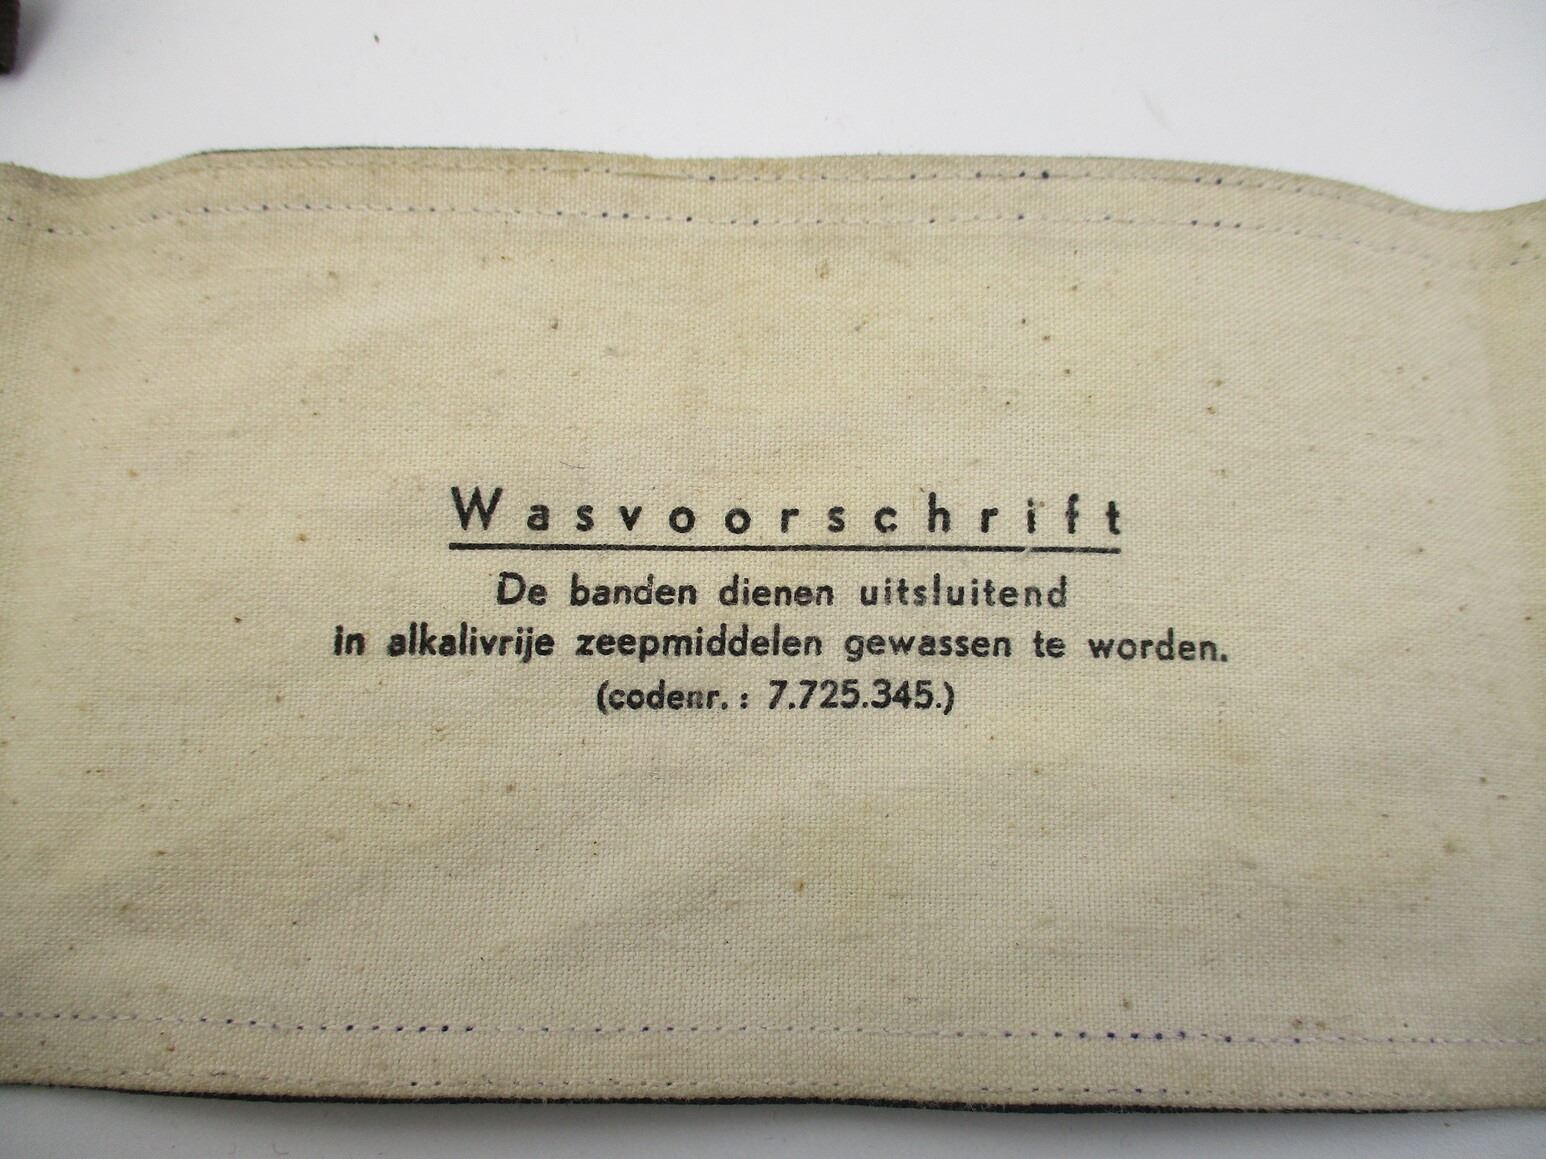 Wasvoorschrift
De banden dienen uitsluitend
in alkalivrije zeepmiddelen gewassen te worden.
(codenr. : 7.725.345.)